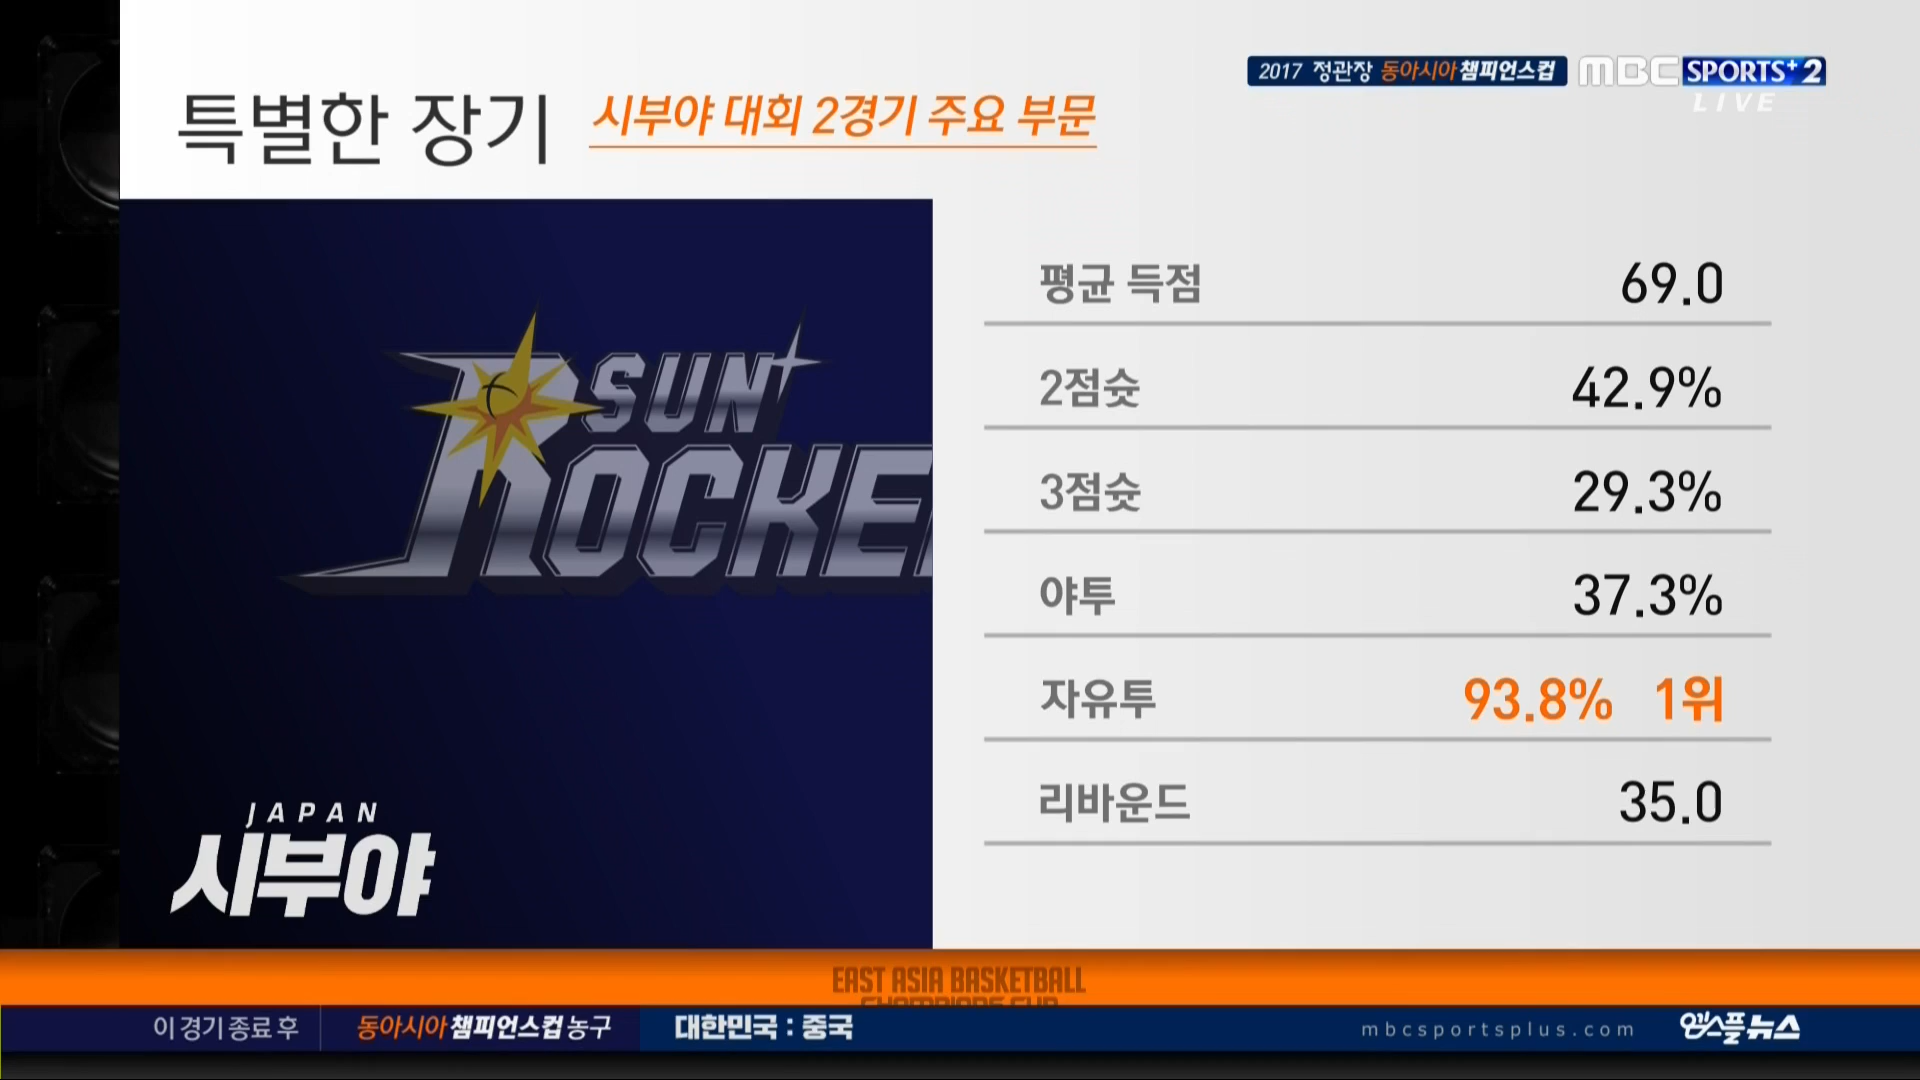 2017 정관장 동아시아 챔피언스컵 MBC SPORTS+ 2
LIVE
특별한 장기 시부야 대회 2경기 주요 부문
SUN
ROCKE
JAPAN
시부야
평균 득점 69.0
2점슛 42.9%
3점슛 29.3%
야투 37.3%
자유투 93.8% 1위
리바운드 35.0
EAST ASIA BASKETBALL
CHAMPIONS CUP
이 경기 종료 후 동아시아 챔피언스컵 농구 대한민국 : 중국 mbcsportsplus.com 엠스플 뉴스